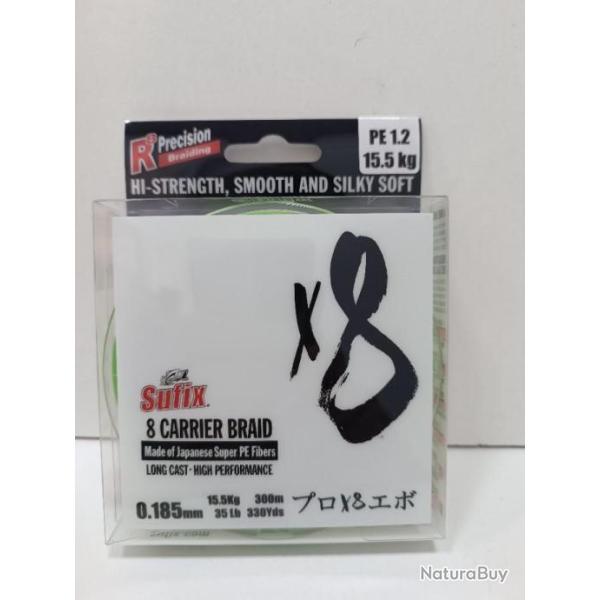 R3 Precision
Braiding
PE 1.2
15.5 kg
HI-STRENGTH, SMOOTH AND SILKY SOFT
x8
Sufix
8 CARRIER BRAID
Made of Japanese Super PE Fibers
LONG CAST - HIGH PERFORMANCE
0.185mm 15.5Kg 300m
35 Lb 330Yds
プロX8エボ
NaturaBuy